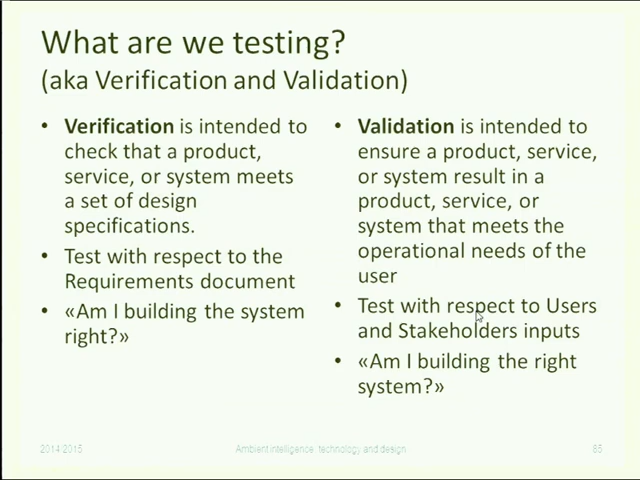 What are we testing?
(aka Verification and Validation)
• Verification is intended to
check that a product,
service, or system meets
a set of design
specifications.
• Test with respect to the
Requirements document
• «Am I building the system
right?»
• Validation is intended to
ensure a product, service,
or system result in a
product, service, or
system that meets the
operational needs of the
user
• Test with respect to Users
and Stakeholders inputs
• «Am I building the right
system?»
2014/2015
Ambient intelligence: technology and design
85